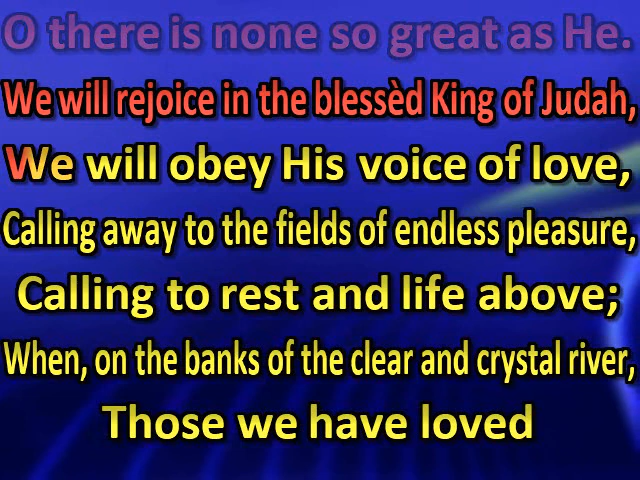 O there is none so great as He.
We will rejoice in the blessèd King of Judah,
We will obey His voice of love,
Calling away to the fields of endless pleasure,
Calling to rest and life above;
When, on the banks of the clear and crystal river,
Those we have loved